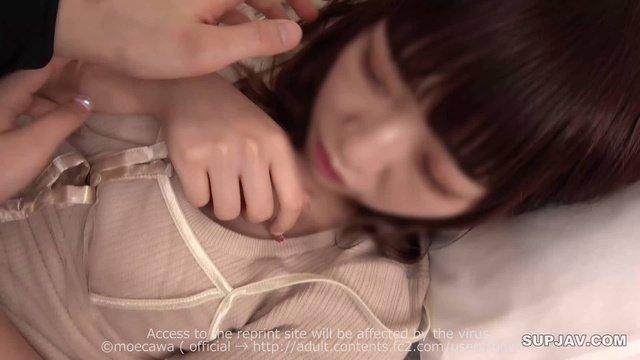 Access to the reprint site will be affected by the virus
©moecawa ( official → http://adult.contents.fc2.com/users/
SUPJAV.COM